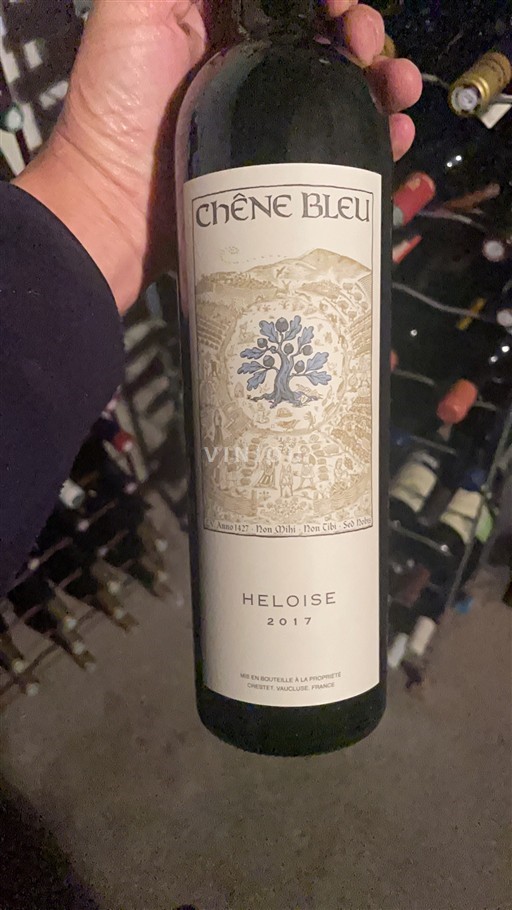 CHÊNE BLEU
VINI
Anno 1427 · Non Mihi · Non Tibi · Sed Nobis
HELOISE
2017
MIS EN BOUTEILLE À LA PROPRIÉTÉ
CRESTET, VAUCLUSE, FRANCE